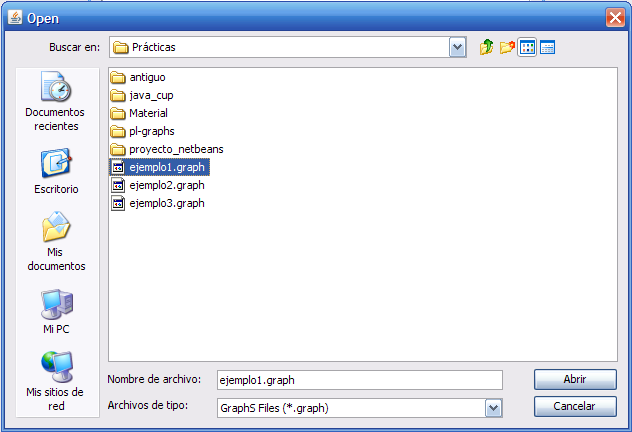 Open
Buscar en:
Prácticas
Documentos
recientes
Escritorio
Mis
documentos
Mi PC
Mis sitios de
red
antiguo
java_cup
Material
pl-graphs
proyecto_netbeans
ejemplo1.graph
ejemplo2.graph
ejemplo3.graph
Nombre de archivo:
ejemplo1.graph
Abrir
Archivos de tipo:
GraphS Files (*.graph)
Cancelar